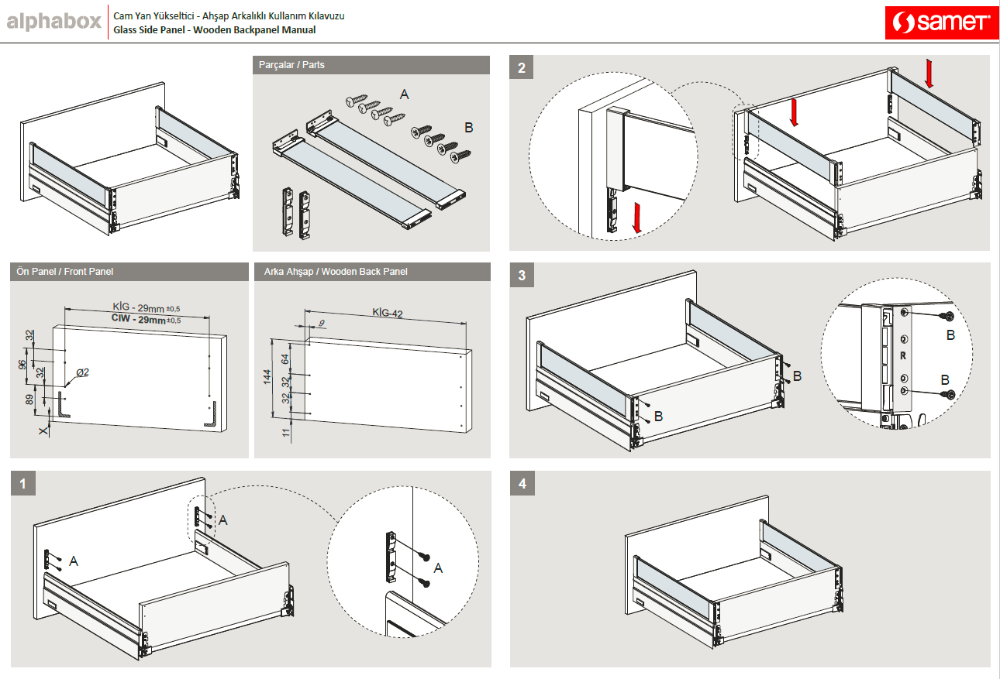 alphabox
Cam Yan Yükseltici - Ahşap Arkalıklı Kullanım Kılavuzu
Glass Side Panel - Wooden Backpanel Manual
samet
Parçalar / Parts
A
B
Ön Panel / Front Panel
KİG - 29mm ±0,5
CIW - 29mm ±0,5
32
96
32
Ø2
89
X
Arka Ahşap / Wooden Back Panel
KİG-42
9
64
144
32
32
11
1
A
A
A
2
3
B
B
B
R
B
4